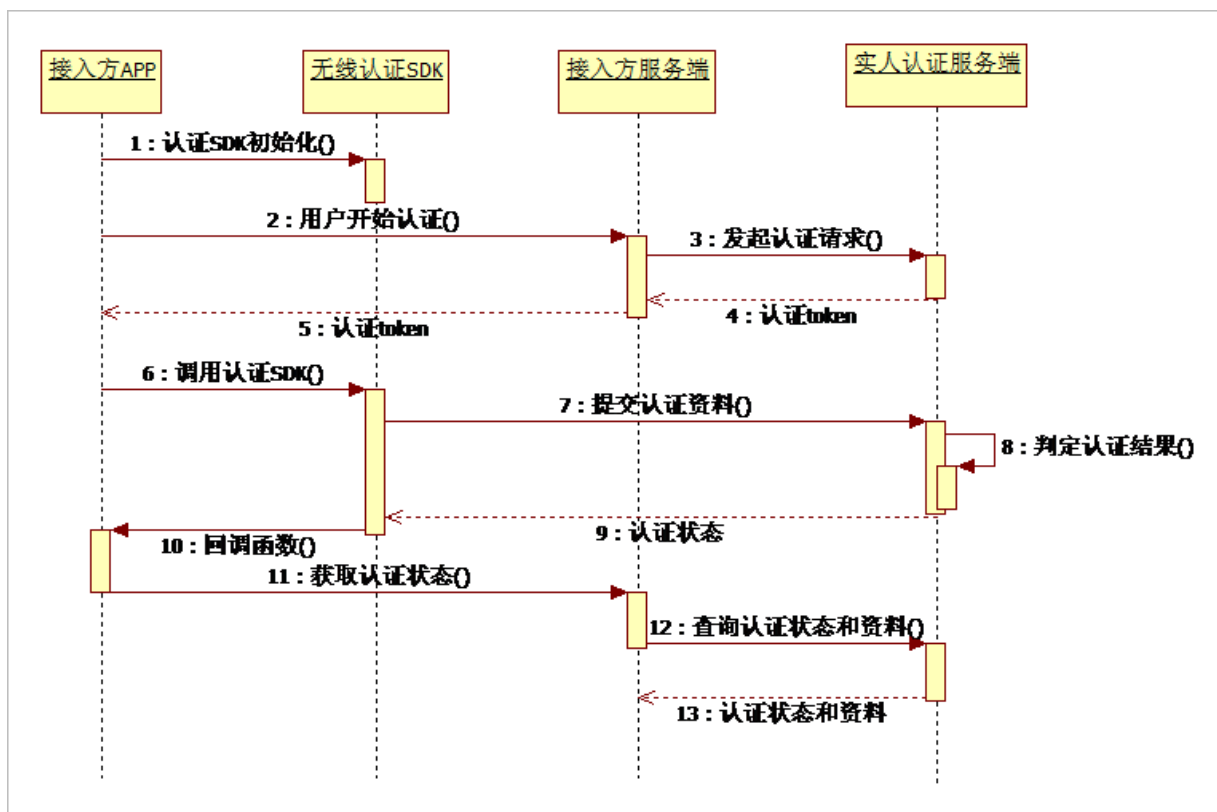 接入方APP
无线认证SDK
接入方服务端
实人认证服务端
1：认证SDK初始化()
2：用户开始认证()
3：发起认证请求()
4：认证token
5：认证token
6：调用认证SDK()
7：提交认证资料()
8：判定认证结果()
9：认证状态
10：回调函数()
11：获取认证状态()
12：查询认证状态和资料()
13：认证状态和资料